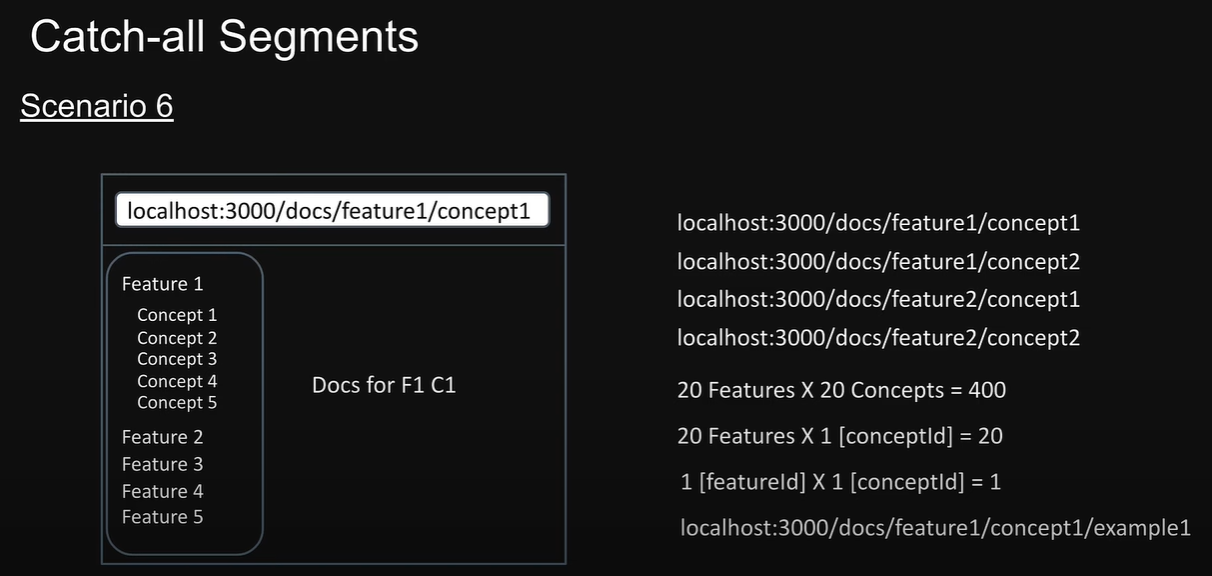 Catch-all Segments
Scenario 6
localhost:3000/docs/feature1/concept1
Feature 1
Concept 1
Concept 2
Concept 3
Concept 4
Concept 5
Feature 2
Feature 3
Feature 4
Feature 5
Docs for F1 C1
localhost:3000/docs/feature1/concept1
localhost:3000/docs/feature1/concept2
localhost:3000/docs/feature2/concept1
localhost:3000/docs/feature2/concept2
20 Features X 20 Concepts = 400
20 Features X 1 [conceptId] = 20
1 [featureId] X 1 [conceptId] = 1
localhost:3000/docs/feature1/concept1/example1